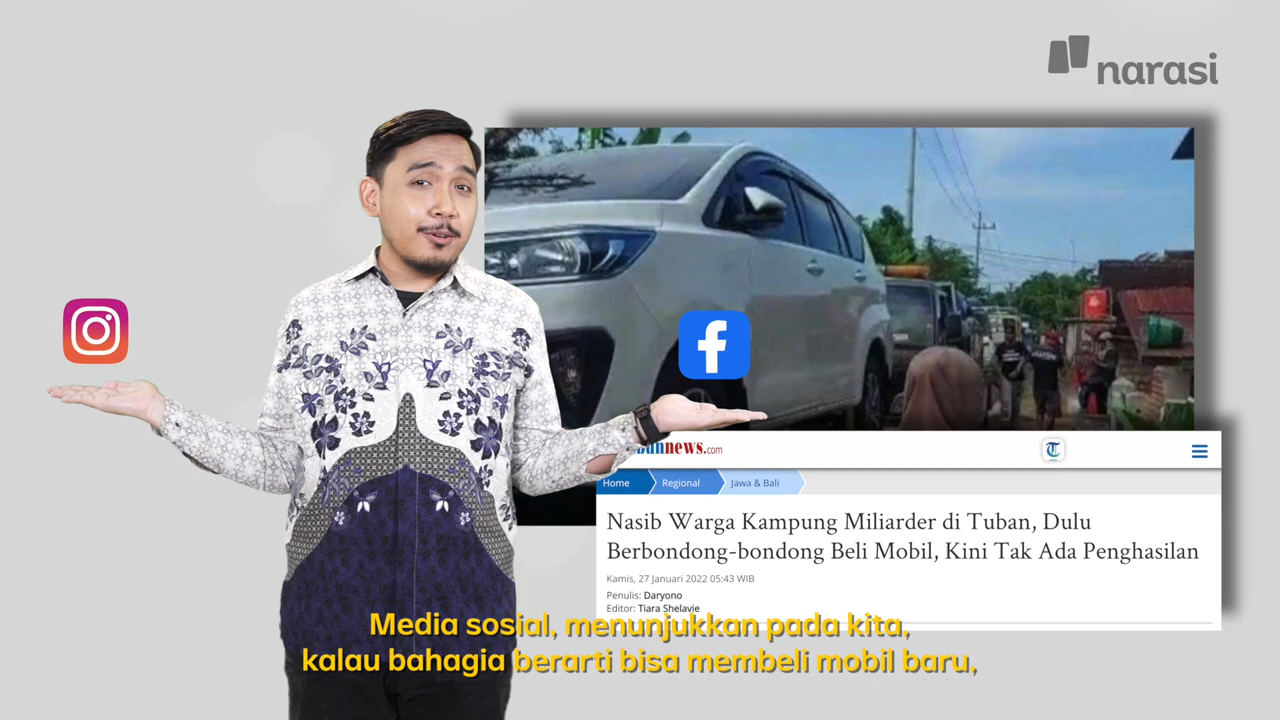 narasi
news.com
Home Regional Jawa & Bali
Nasib Warga Kampung Miliarder di Tuban, Dulu
Berbondong-bondong Beli Mobil, Kini Tak Ada Penghasilan
Kamis, 27 Januari 2022 05:43 WIB
Penulis: Daryono
Editor: Tiara Shelavie
Media sosial, menunjukkan pada kita,
kalau bahagia berarti bisa membeli mobil baru,